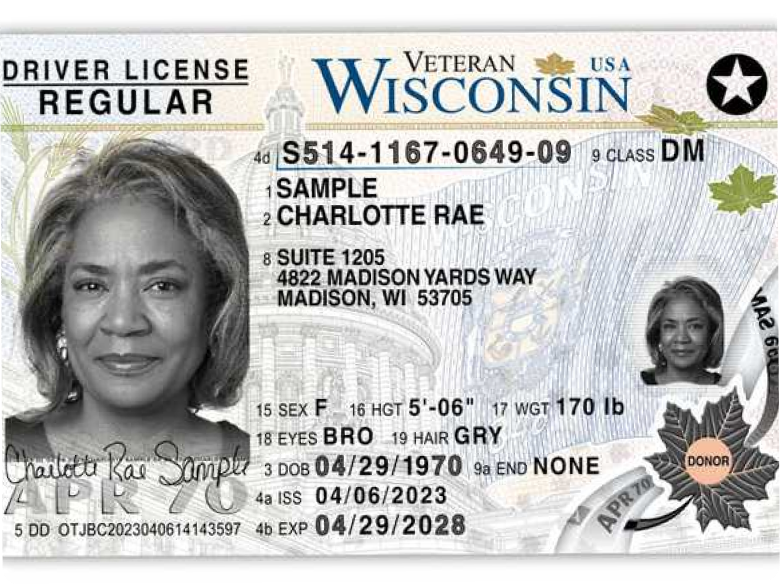 DRIVER LICENSE
REGULAR
VETERAN
USA
WISCONSIN
4d S514-1167-0649-09 9 CLASS DM
1 SAMPLE
2 CHARLOTTE RAE
8 SUITE 1205
4822 MADISON YARDS WAY
MADISON, WI 53705
WISCONSIN
15 SEX F 16 HGT 5'-06" 17 WGT 170 lb
18 EYES BRO 19 HAIR GRY
3 DOB 04/29/1970 9a END NONE
4a ISS 04/06/2023
4b EXP 04/29/2028
Charlotte Rae Sample
APR 70
5 DD OTJBC2023040614143597
DONOR
APR 70